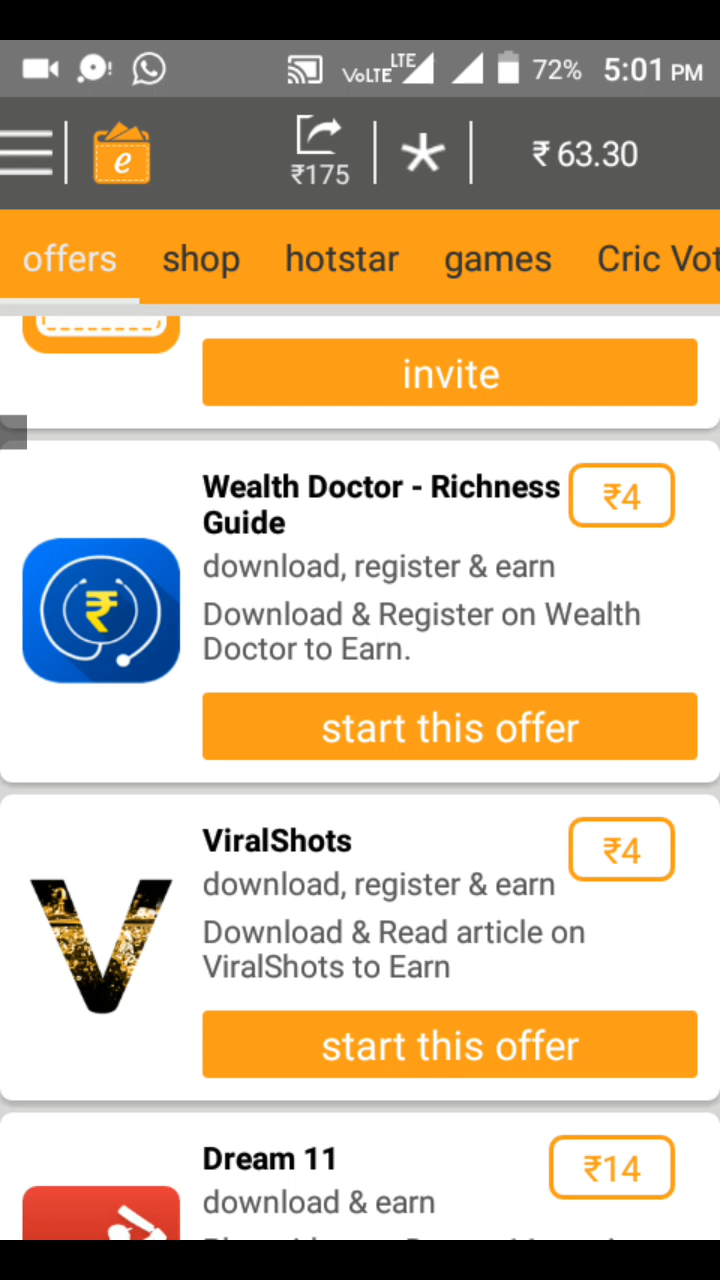 VoLTE LTE 72% 5:01 PM
e ₹175 ₹ 63.30
offers shop hotstar games Cric Vot
invite
Wealth Doctor - Richness
Guide
₹4
download, register & earn
Download & Register on Wealth
Doctor to Earn.
₹
start this offer
ViralShots
₹4
download, register & earn
Download & Read article on
ViralShots to Earn
V
start this offer
Dream 11
₹14
download & earn